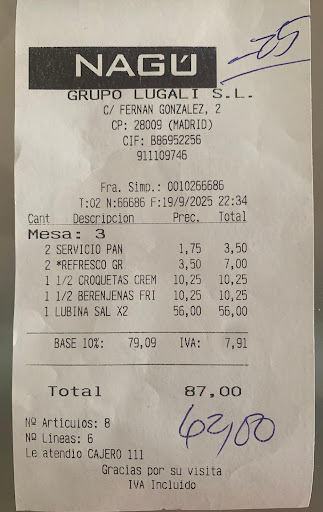 -25
NAGÚ
GRUPO LUGALI S.L.
C/ FERNAN GONZALEZ, 2
CP: 28009 (MADRID)
CIF: B86952256
911109746
Fra. Simp.: 0010266686
T:02 N:66686 F:19/9/2025 22:34
Cant Descripcion Prec. Total
Mesa: 3
2 SERVICIO PAN 1,75 3,50
2 *REFRESCO GR 3,50 7,00
1 1/2 CROQUETAS CREM 10,25 10,25
1 1/2 BERENJENAS FRI 10,25 10,25
1 LUBINA SAL X2 56,00 56,00
BASE 10%: 79,09 IVA: 7,91
Total 87,00
62,00
Nº Articulos: 8
Nº Lineas: 6
Le atendio CAJERO 111
Gracias por su visita
IVA Incluido